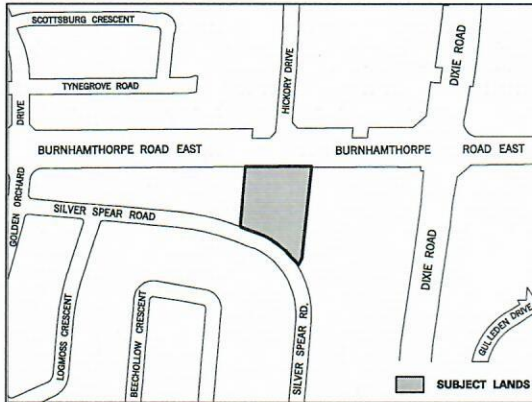 SCOTTSBURG CRESCENT
TYNEGROVE ROAD
HICKORY DRIVE
DIXIE ROAD
DRIVE
BURNHAMTHORPE ROAD EAST
BURNHAMTHORPE ROAD EAST
GOLDEN ORCHARD
SILVER SPEAR ROAD
DIXIE ROAD
LOGMOSS CRESCENT
BEECHOLLOW CRESCENT
SILVER SPEAR RD.
GULLEDEN DRIVE
SUBJECT LANDS